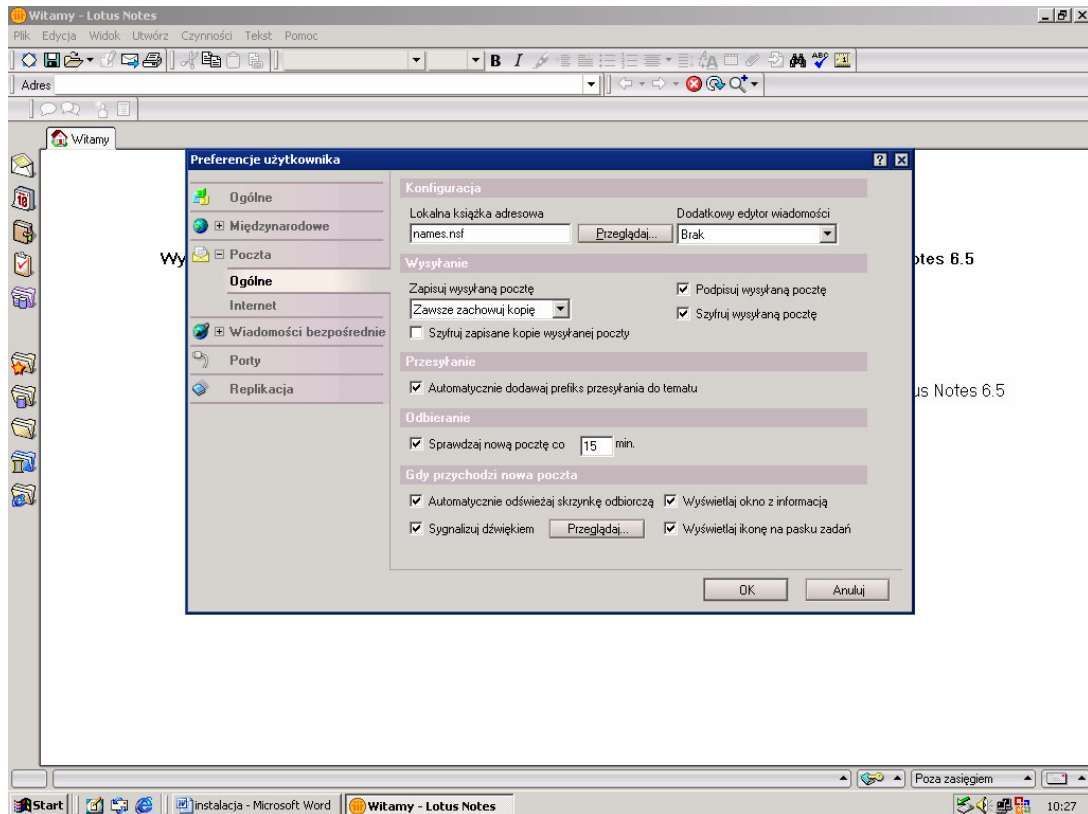 Witamy - Lotus Notes
Plik Edycja Widok Utwórz Czynności Tekst Pomoc
B I
ABC
Adres
Witamy
Preferencje użytkownika
Ogólne
Międzynarodowe
Poczta
Ogólne
Internet
Wiadomości bezpośrednie
Porty
Replikacja
Konfiguracja
Lokalna książka adresowa
Dodatkowy edytor wiadomości
names.nsf
Przeglądaj...
Brak
Wysyłanie
Zapisuj wysyłaną pocztę
Podpisuj wysyłaną pocztę
Zawsze zachowuj kopię
Szyfruj wysyłaną pocztę
Szyfruj zapisane kopie wysyłanej poczty
Przesyłanie
Automatycznie dodawaj prefiks przesyłania do tematu
Odbieranie
Sprawdzaj nową pocztę co 15 min.
Gdy przychodzi nowa poczta
Automatycznie odświeżaj skrzynkę odbiorczą
Wyświetlaj okno z informacją
Sygnalizuj dźwiękiem
Przeglądaj...
Wyświetlaj ikonę na pasku zadań
OK
Anuluj
Wy
otes 6.5
us Notes 6.5
Poza zasięgiem
Start
instalacja - Microsoft Word
Witamy - Lotus Notes
10:27